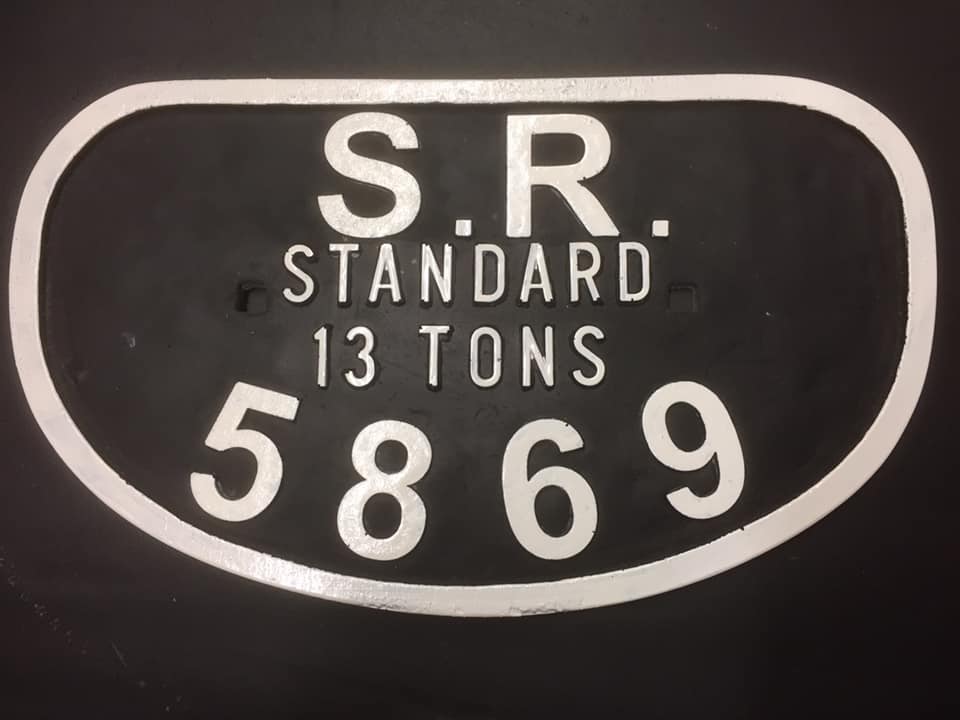 S.R.
STANDARD
13 TONS
5869